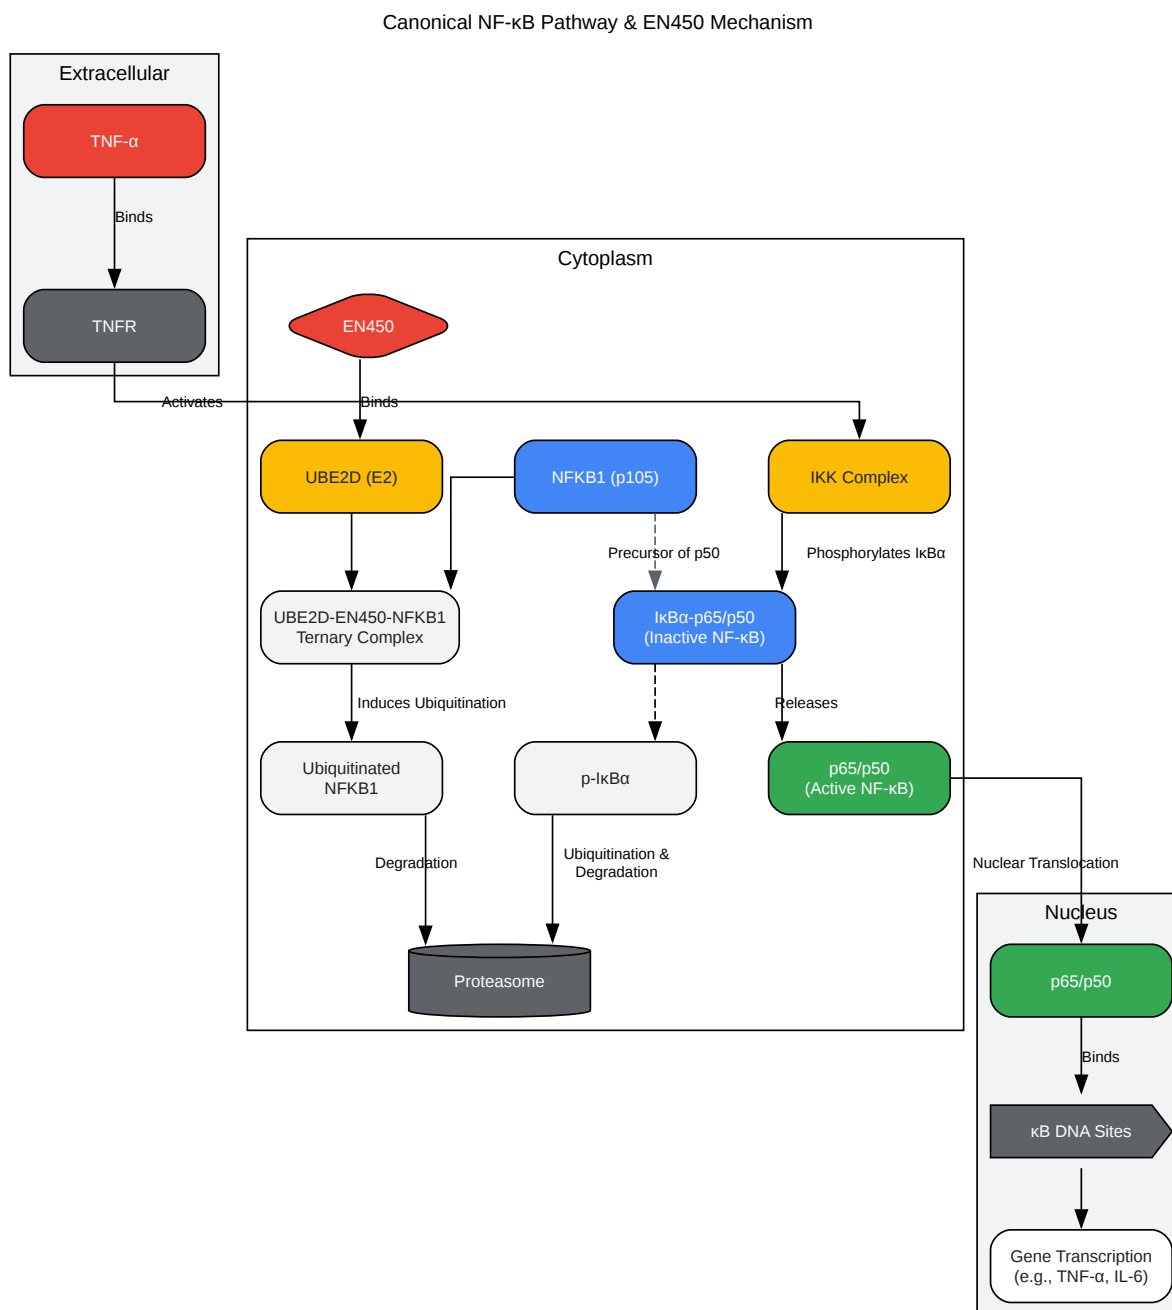 Canonical NF-κB Pathway & EN450 Mechanism
Extracellular
TNF-α
Binds
TNFR
Cytoplasm
EN450
Activates
Binds
UBE2D (E2)
NFKB1 (p105)
IKK Complex
Precursor of p50
Phosphorylates IκBα
UBE2D-EN450-NFKB1
Ternary Complex
IκBα-p65/p50
(Inactive NF-κB)
Induces Ubiquitination
Releases
Ubiquitinated
NFKB1
p-IκBα
p65/p50
(Active NF-κB)
Degradation
Ubiquitination &
Degradation
Nuclear Translocation
Nucleus
Proteasome
p65/p50
Binds
κB DNA Sites
Gene Transcription
(e.g., TNF-α, IL-6)